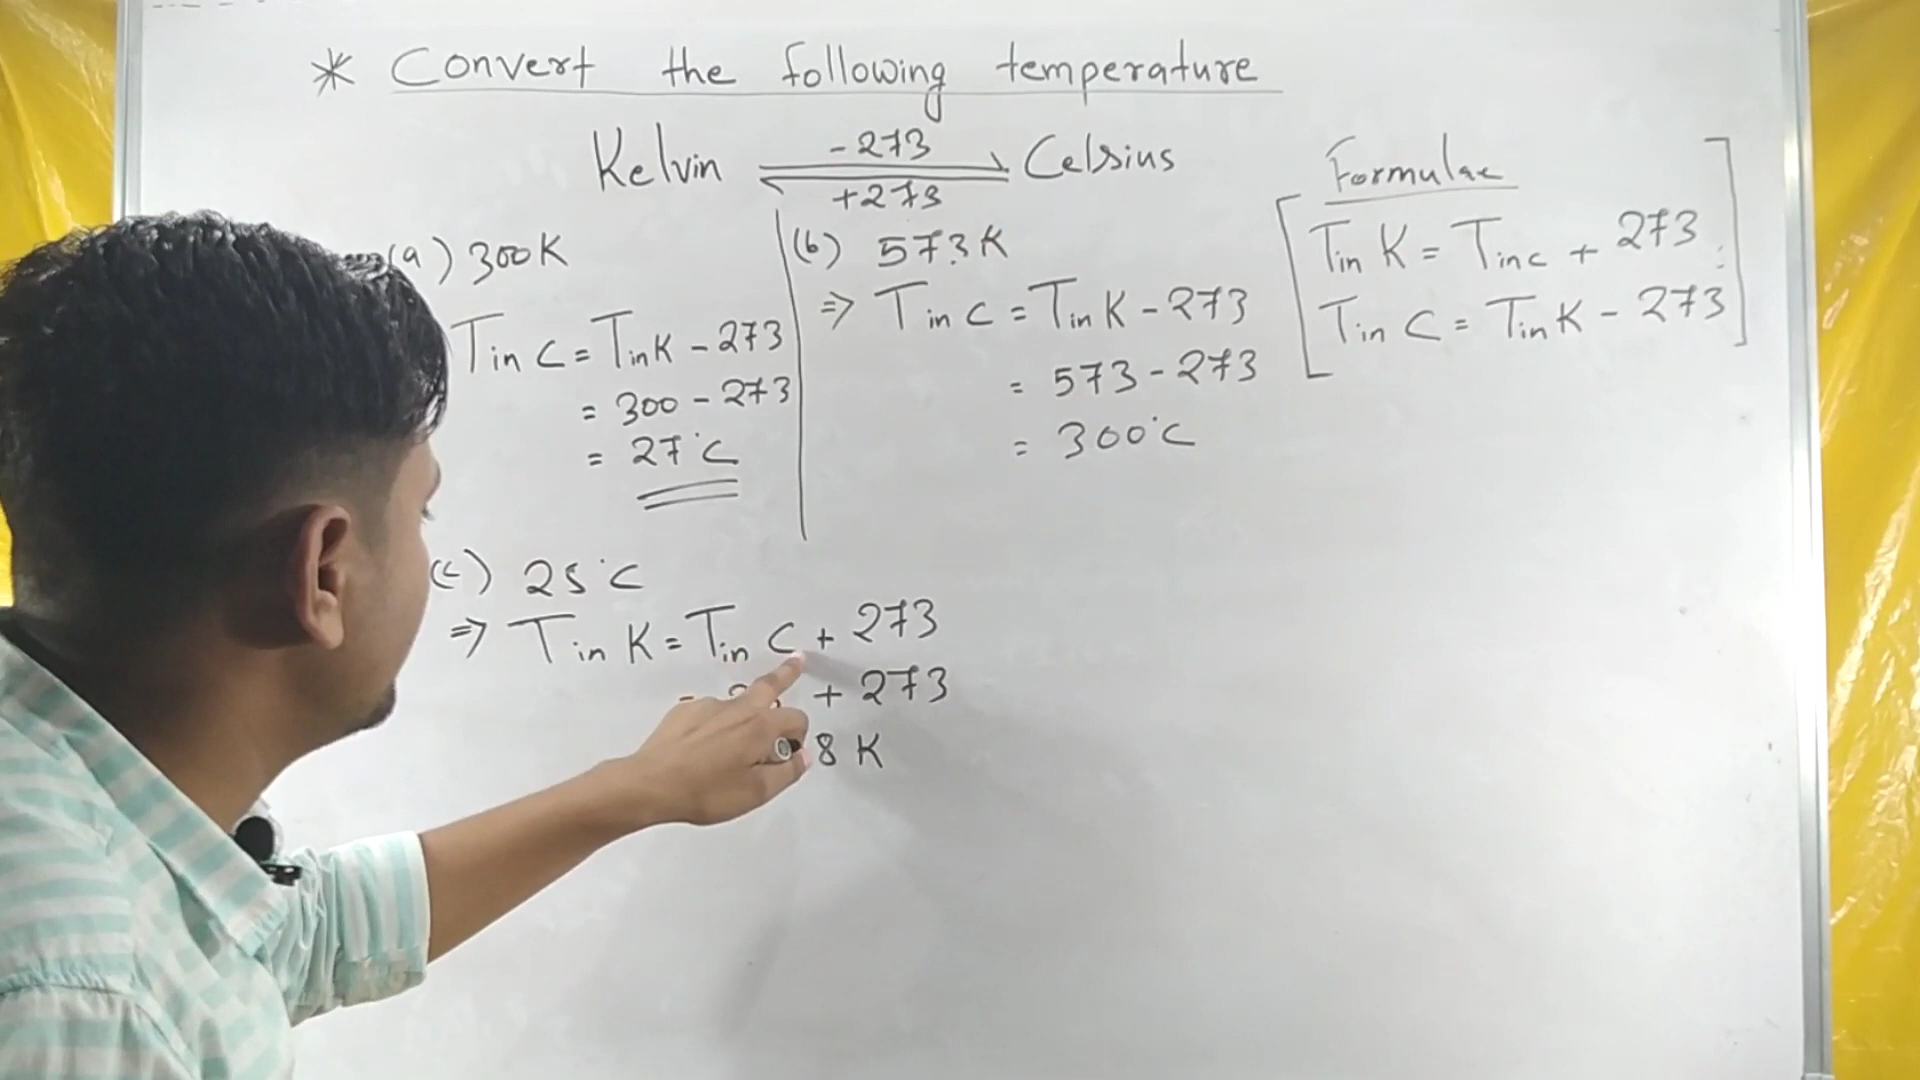 * Convert the following temperature
Kelvin -273 Celsius
+273
Formulae
T in K = T in c + 273
T in C = T in K - 273
(a) 300K
T in C = T in K - 273
= 300 - 273
= 27°C
(b) 573K
⇒ T in C = T in K - 273
= 573 - 273
= 300°C
(c) 25°C
⇒ T in K = T in C + 273
+ 273
8 K